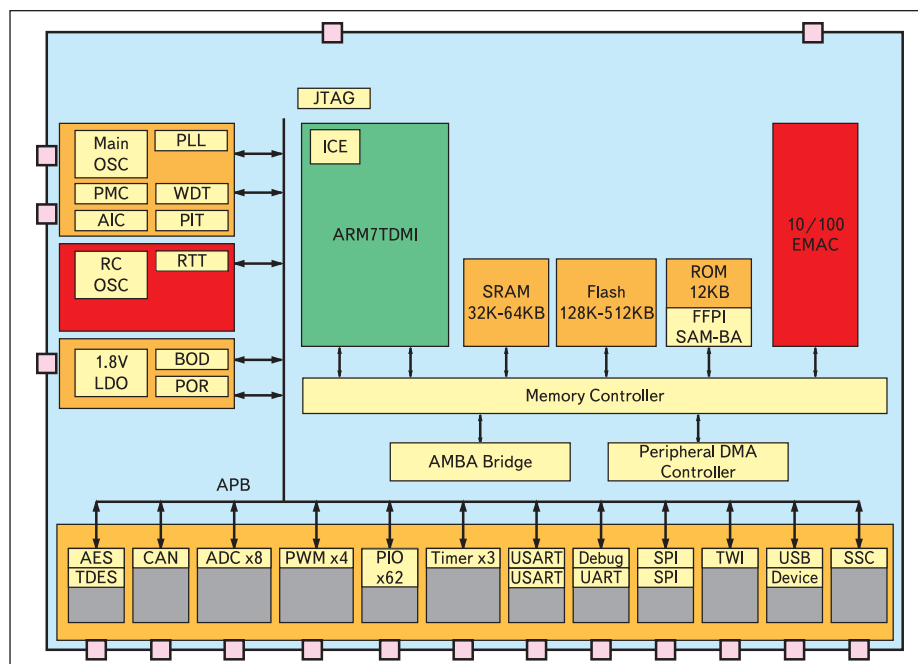 JTAG
Main
OSC
PLL
PMC
WDT
AIC
PIT
RC
OSC
RTT
1.8V
LDO
BOD
POR
ICE
ARM7TDMI
SRAM
32K-64KB
Flash
128K-512KB
ROM
12KB
FFPI
SAM-BA
10/100
EMAC
Memory Controller
AMBA Bridge
Peripheral DMA
Controller
APB
AES
TDES
CAN
ADC x8
PWM x4
PIO
x62
Timer x3
USART
USART
Debug
UART
SPI
SPI
TWI
USB
Device
SSC